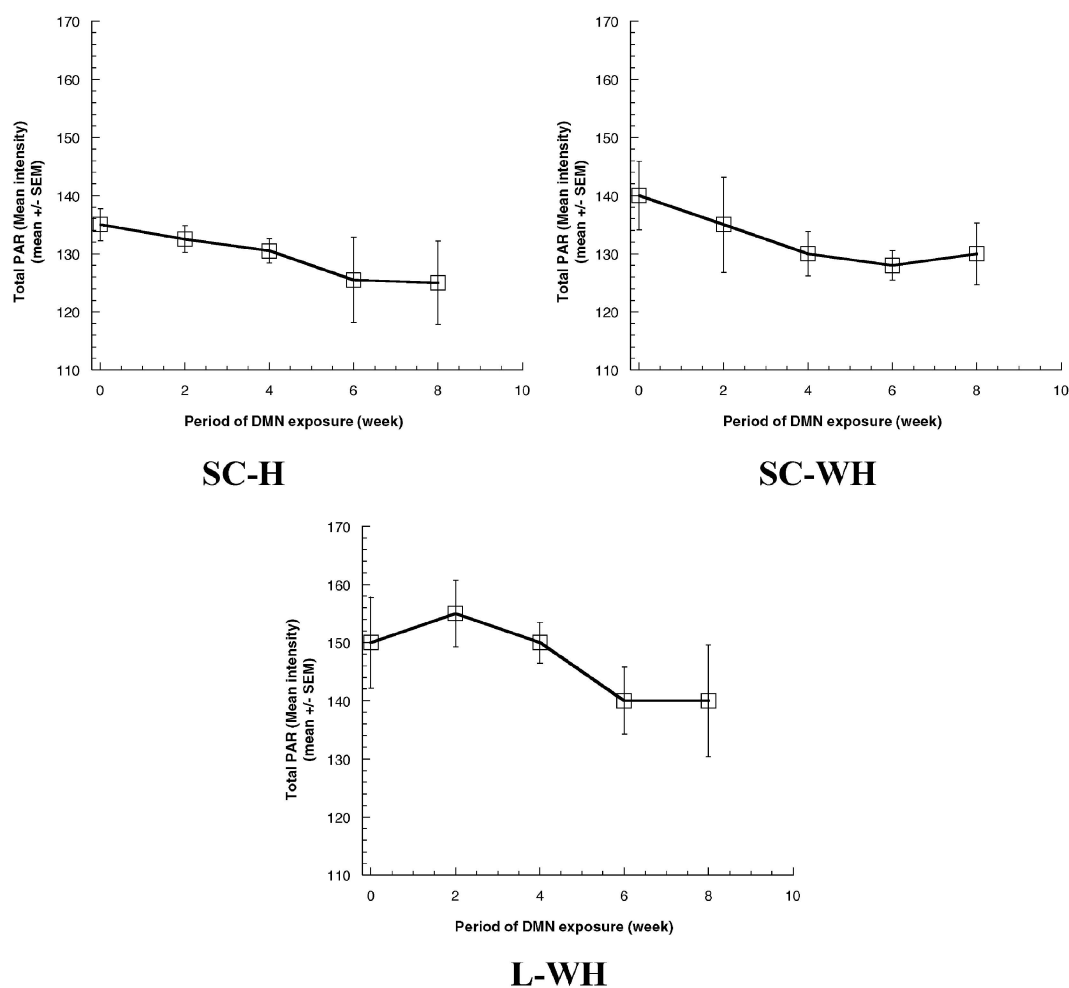 170
160
150
140
130
120
110
Total PAR (Mean intensity)
(mean +/- SEM)
0 2 4 6 8 10
Period of DMN exposure (week)
SC-H
170
160
150
140
130
120
110
Total PAR (Mean intensity)
(mean +/- SEM)
0 2 4 6 8 10
Period of DMN exposure (week)
SC-WH
170
160
150
140
130
120
110
Total PAR (Mean intensity)
(mean +/- SEM)
0 2 4 6 8 10
Period of DMN exposure (week)
L-WH